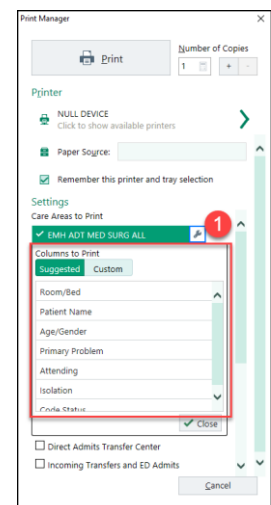 Print Manager
Print
Number of Copies
1
+ -
Printer
NULL DEVICE
Click to show available printers
Paper Source:
Remember this printer and tray selection
Settings
Care Areas to Print
EMH ADT MED SURG ALL
1
Columns to Print
Suggested Custom
Room/Bed
Patient Name
Age/Gender
Primary Problem
Attending
Isolation
Code Status
Close
Direct Admits Transfer Center
Incoming Transfers and ED Admits
Cancel